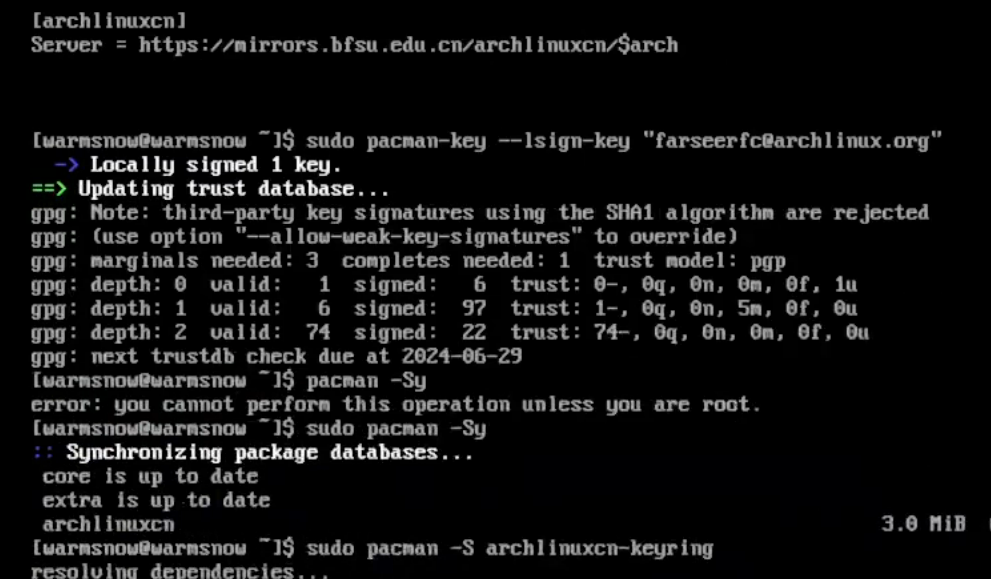 [archlinuxcn]
Server = https://mirrors.bfsu.edu.cn/archlinuxcn/$arch
[warmsnow@warmsnow ~]$ sudo pacman-key --lsign-key "farseerfc@archlinux.org"
-> Locally signed 1 key.
==> Updating trust database...
gpg: Note: third-party key signatures using the SHA1 algorithm are rejected
gpg: (use option "--allow-weak-key-signatures" to override)
gpg: marginals needed: 3  completes needed: 1  trust model: pgp
gpg: depth: 0  valid:   1  signed:   6  trust: 0-, 0q, 0n, 0m, 0f, 1u
gpg: depth: 1  valid:   6  signed:  97  trust: 1-, 0q, 0n, 5m, 0f, 0u
gpg: depth: 2  valid:  74  signed:  22  trust: 74-, 0q, 0n, 0m, 0f, 0u
gpg: next trustdb check due at 2024-06-29
[warmsnow@warmsnow ~]$ pacman -Sy
error: you cannot perform this operation unless you are root.
[warmsnow@warmsnow ~]$ sudo pacman -Sy
:: Synchronizing package databases...
core is up to date
extra is up to date
archlinuxcn 3.0 MiB
[warmsnow@warmsnow ~]$ sudo pacman -S archlinuxcn-keyring
resolving dependencies...